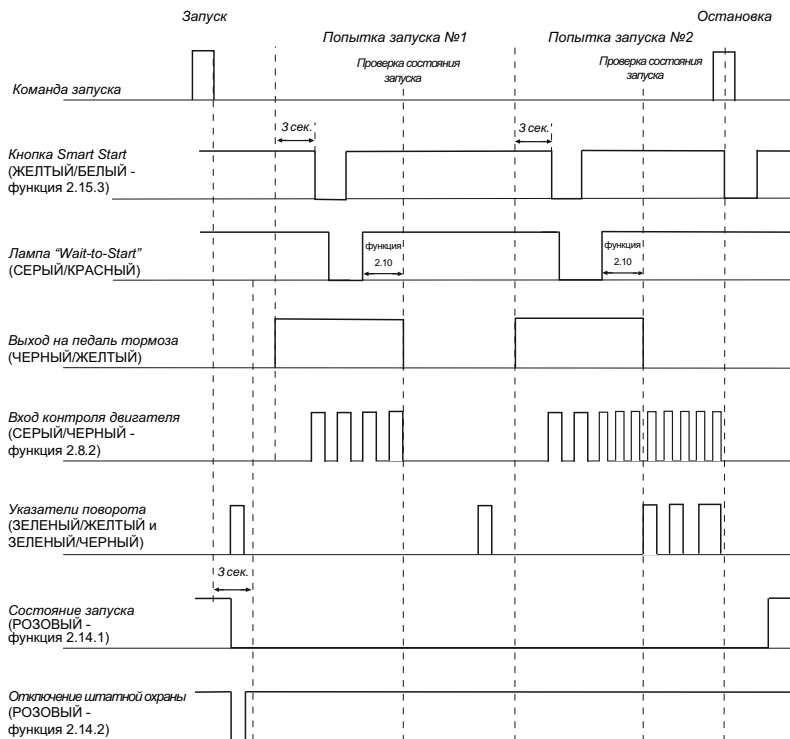 Запуск
Остановка
Попытка запуска №1
Попытка запуска №2
Проверка состояния
запуска
Проверка состояния
запуска
Команда запуска
3 сек.
3 сек.
Кнопка Smart Start
(ЖЕЛТЫЙ/БЕЛЫЙ -
функция 2.15.3)
функция
2.10
функция
2.10
Лампа “Wait-to-Start”
(СЕРЫЙ/КРАСНЫЙ)
Выход на педаль тормоза
(ЧЕРНЫЙ/ЖЕЛТЫЙ)
Вход контроля двигателя
(СЕРЫЙ/ЧЕРНЫЙ -
функция 2.8.2)
Указатели поворота
(ЗЕЛЕНЫЙ/ЖЕЛТЫЙ и
ЗЕЛЕНЫЙ/ЧЕРНЫЙ)
3 сек.
Состояние запуска
(РОЗОВЫЙ -
функция 2.14.1)
Отключение штатной охраны
(РОЗОВЫЙ -
функция 2.14.2)